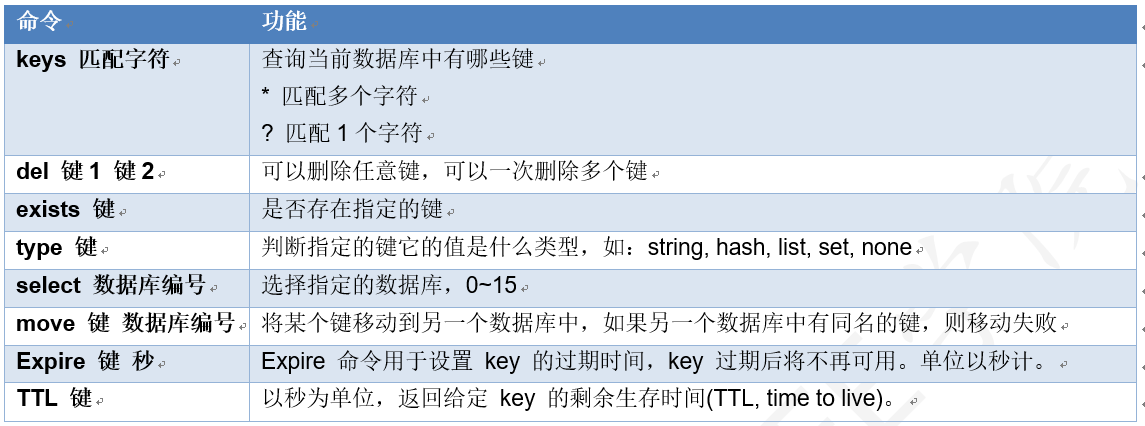 命令 功能
keys 匹配字符 查询当前数据库中有哪些键
* 匹配多个字符
? 匹配 1 个字符
del 键 1 键 2 可以删除任意键，可以一次删除多个键
exists 键 是否存在指定的键
type 键 判断指定的键它的值是什么类型，如：string, hash, list, set, none
select 数据库编号 选择指定的数据库，0~15
move 键 数据库编号 将某个键移动到另一个数据库中，如果另一个数据库中有同名的键，则移动失败
Expire 键 秒 Expire 命令用于设置 key 的过期时间，key 过期后将不再可用。单位以秒计。
TTL 键 以秒为单位，返回给定 key 的剩余生存时间(TTL, time to live)。